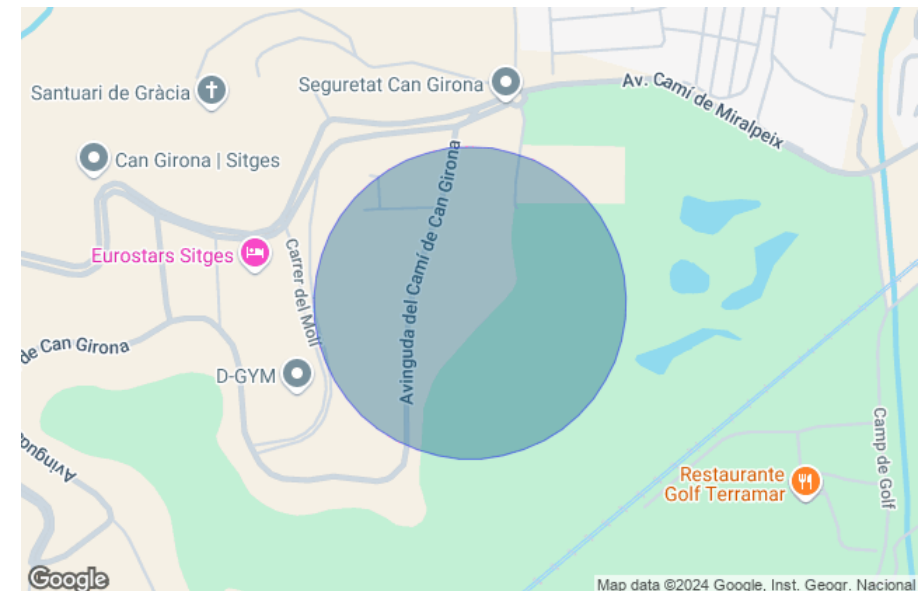 Santuari de Gràcia
Seguretat Can Girona
Av. Camí de Miralpeix
Can Girona | Sitges
Eurostars Sitges
Carrer del Moll
Avinguda del Camí de Can Girona
de Can Girona
D-GYM
Avingu
Camp de Golf
Restaurante
Golf Terramar
Google
Map data ©2024 Google, Inst. Geogr. Nacional